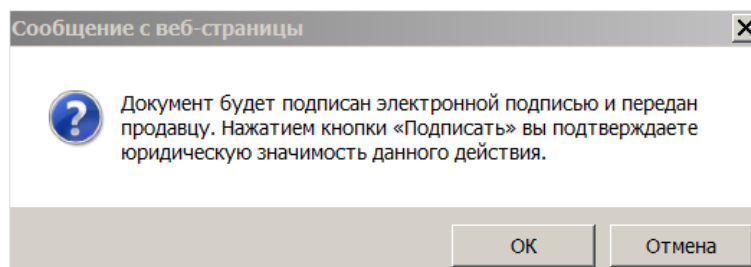 Сообщение с веб-страницы
Документ будет подписан электронной подписью и передан
продавцу. Нажатием кнопки «Подписать» вы подтверждаете
юридическую значимость данного действия.
ОК
Отмена